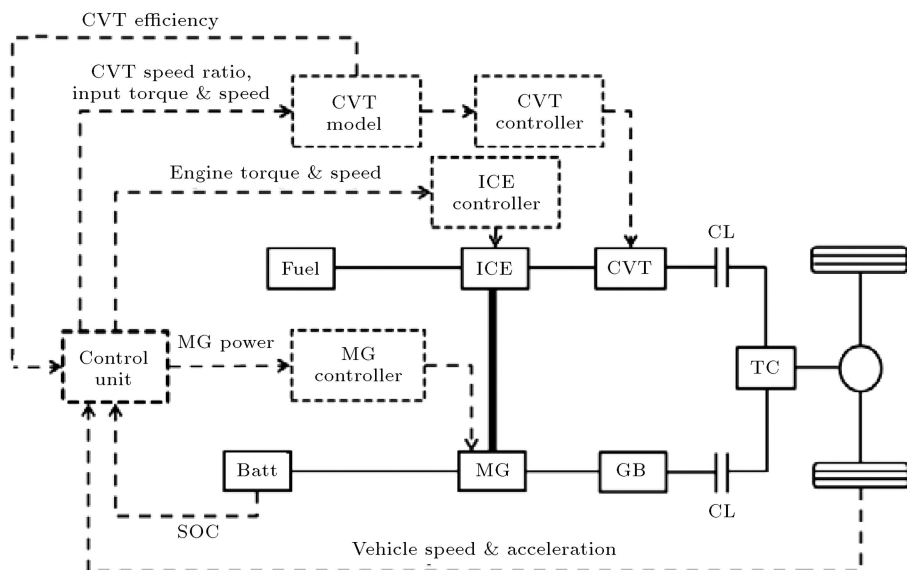 CVT efficiency
CVT speed ratio,
input torque & speed
CVT
model
CVT
controller
Engine torque & speed
ICE
controller
CL
Fuel
ICE
CVT
MG power
Control
unit
MG
controller
TC
Batt
MG
GB
CL
SOC
Vehicle speed & acceleration